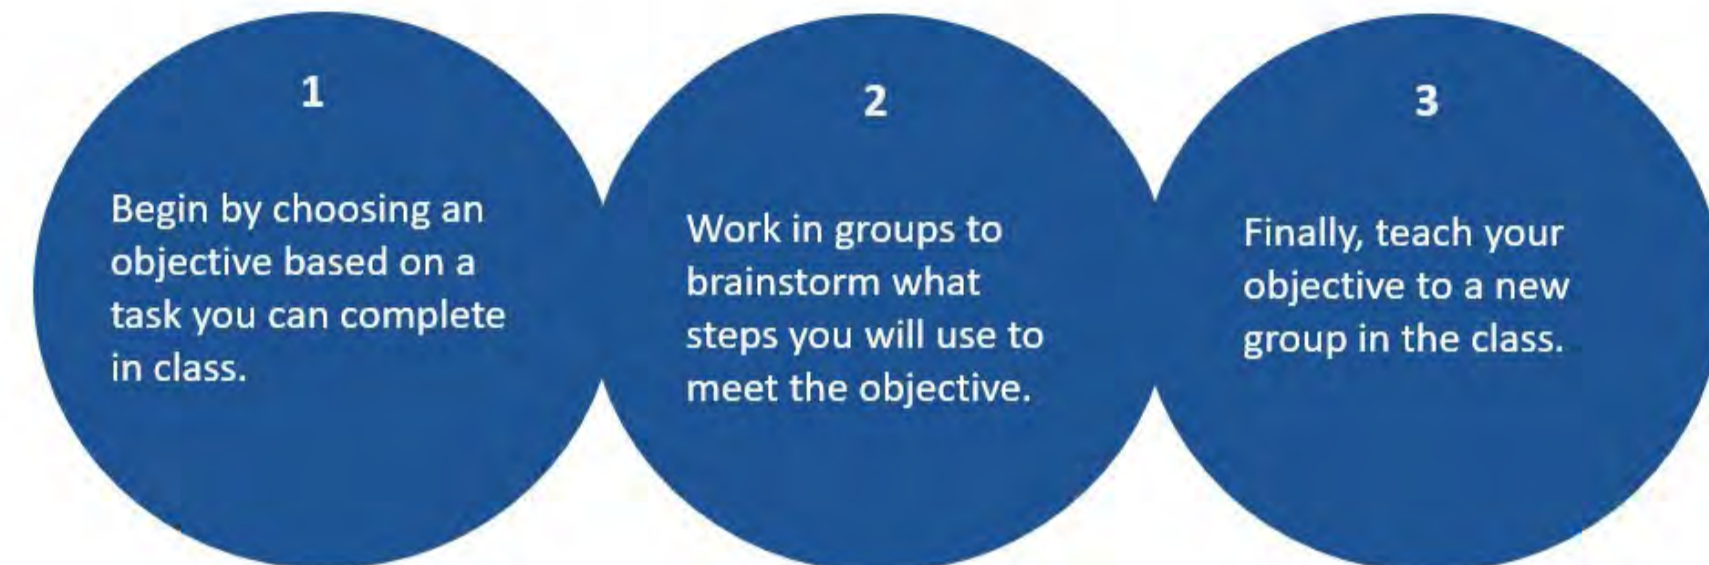 1
Begin by choosing an
objective based on a
task you can complete
in class.
2
Work in groups to
brainstorm what
steps you will use to
meet the objective.
3
Finally, teach your
objective to a new
group in the class.